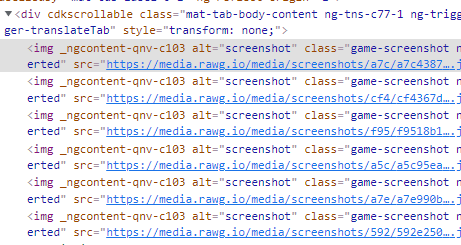 ▼<div cdkscrollable class="mat-tab-body-content ng-tns-c77-1 ng-trig
ger-translateTab" style="transform: none;">
<img _ngcontent-qnv-c103 alt="screenshot" class="game-screenshot n
erted" src="https://media.rawg.io/media/screenshots/a7c/a7c4387….j
<img _ngcontent-qnv-c103 alt="screenshot" class="game-screenshot n
erted" src="https://media.rawg.io/media/screenshots/cf4/cf4367d….j
<img _ngcontent-qnv-c103 alt="screenshot" class="game-screenshot n
erted" src="https://media.rawg.io/media/screenshots/f95/f9518b1….j
<img _ngcontent-qnv-c103 alt="screenshot" class="game-screenshot n
erted" src="https://media.rawg.io/media/screenshots/a5c/a5c95ea….j
<img _ngcontent-qnv-c103 alt="screenshot" class="game-screenshot n
erted" src="https://media.rawg.io/media/screenshots/a7e/a7e990b….j
<img _ngcontent-qnv-c103 alt="screenshot" class="game-screenshot n
erted" src="https://media.rawg.io/media/screenshots/592/592e250….j